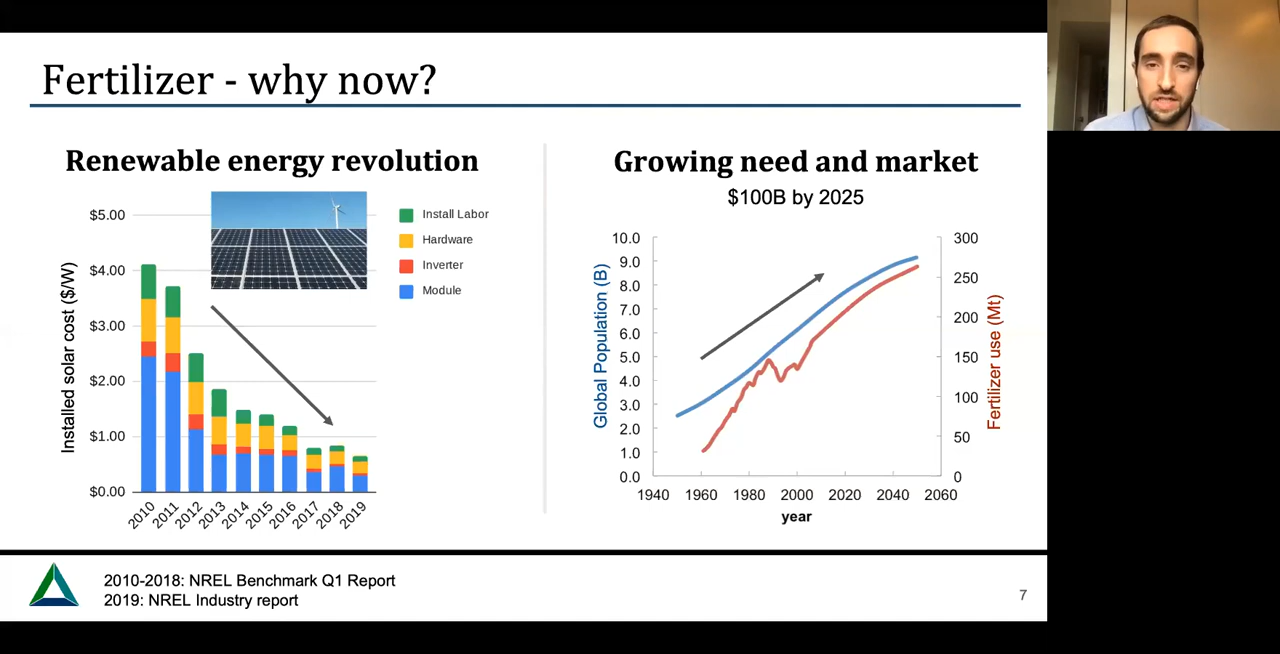 Fertilizer - why now?
Renewable energy revolution
$5.00
$4.00
$3.00
$2.00
$1.00
$0.00
Installed solar cost ($/W)
Install Labor
Hardware
Inverter
Module
2010
2011
2012
2013
2014
2015
2016
2017
2018
2019
Growing need and market
$100B by 2025
10.0
9.0
8.0
7.0
6.0
5.0
4.0
3.0
2.0
1.0
0.0
Global Population (B)
300
250
200
150
100
50
0
Fertilizer use (Mt)
1940 1960 1980 2000 2020 2040 2060
year
2010-2018: NREL Benchmark Q1 Report
2019: NREL Industry report
7